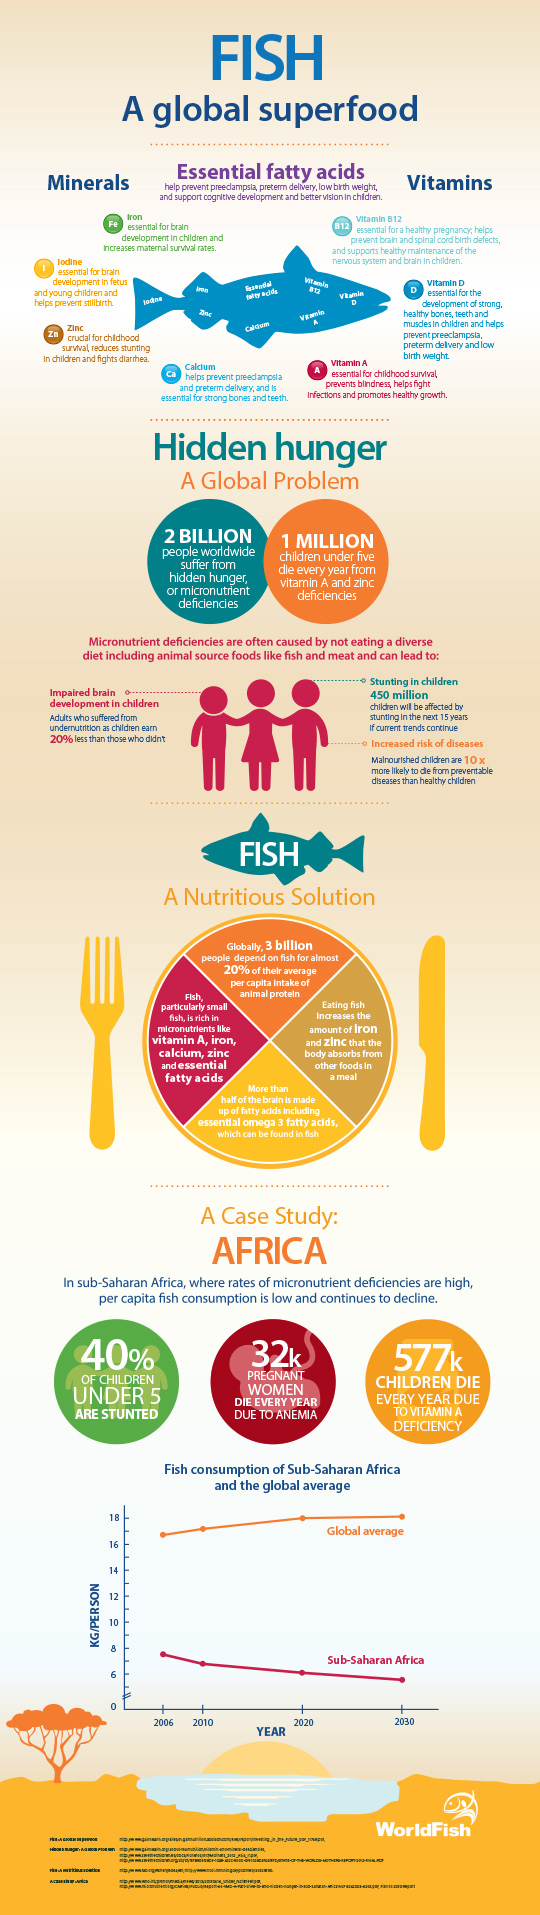 FISH
A global superfood
Minerals
Essential fatty acids
help prevent preeclampsia, preterm delivery, low birth weight,
and support cognitive development and better vision in children.
Vitamins
Fe
Iron
essential for brain
development in children and
increases maternal survival rates.
I
Iodine
essential for brain
development in fetus
and young children and
helps prevent stillbirth.
Zn
Zinc
crucial for childhood
survival, reduces stunting
in children and fights diarrhea.
Ca
Calcium
helps prevent preeclampsia
and preterm delivery, and is
essential for strong bones and teeth.
B12
Vitamin B12
essential for a healthy pregnancy; helps
prevent brain and spinal cord birth defects,
and supports healthy maintenance of the
nervous system and brain in children.
D
Vitamin D
essential for the
development of strong,
healthy bones, teeth and
muscles in children and helps
prevent preeclampsia,
preterm delivery and low
birth weight.
A
Vitamin A
essential for childhood survival,
prevents blindness, helps fight
infections and promotes healthy growth.
Iodine
Iron
Zinc
Essential
fatty acids
Calcium
Vitamin
B12
Vitamin
A
Vitamin
D
Hidden hunger
A Global Problem
2 BILLION
people worldwide
suffer from
hidden hunger,
or micronutrient
deficiencies
1 MILLION
children under five
die every year from
vitamin A and zinc
deficiencies
Micronutrient deficiencies are often caused by not eating a diverse
diet including animal source foods like fish and meat and can lead to:
Impaired brain
development in children
Adults who suffered from
undernutrition as children earn
20% less than those who didn't
Stunting in children
450 million
children will be affected by
stunting in the next 15 years
if current trends continue
Increased risk of diseases
Malnourished children are 10 x
more likely to die from preventable
diseases than healthy children
FISH
A Nutritious Solution
Globally, 3 billion
people depend on fish for almost
20% of their average
per capita intake of
animal protein
Fish,
particularly small
fish, is rich in
micronutrients like
vitamin A, iron,
calcium, zinc
and essential
fatty acids
Eating fish
increases the
amount of iron
and zinc that the
body absorbs from
other foods in
a meal
More than
half of the brain is made
up of fatty acids including
essential omega 3 fatty acids,
which can be found in fish
A Case Study:
AFRICA
In sub-Saharan Africa, where rates of micronutrient deficiencies are high,
per capita fish consumption is low and continues to decline.
40%
OF CHILDREN
UNDER 5
ARE STUNTED
32k
PREGNANT
WOMEN
DIE EVERY YEAR
DUE TO ANEMIA
577k
CHILDREN DIE
EVERY YEAR DUE
TO VITAMIN A
DEFICIENCY
Fish consumption of Sub-Saharan Africa
and the global average
KG/PERSON
18
16
14
12
10
8
6
0
Global average
Sub-Saharan Africa
2006 2010 2020 2030
YEAR
WorldFish
Fish: A Global Superfood
Hidden Hunger: A Global Problem
Fish: A Nutritious Solution
A Case Study: Africa